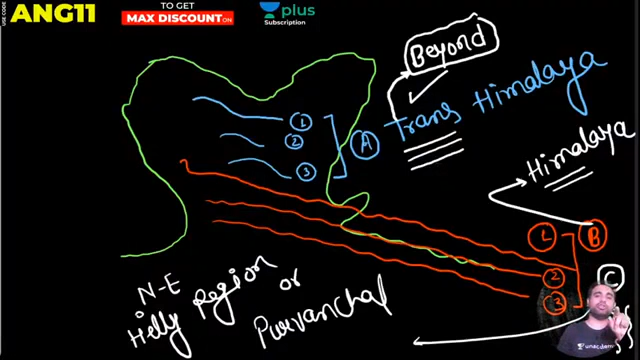 USE CODE
ANG11
TO GET
MAX DISCOUNT ON
plus
Subscription
Beyond
Trans Himalaya
1
2
3
A
Himalaya
1
B
2
3
C
N-E
Hilly Region
or
Purvanchal
unacademy